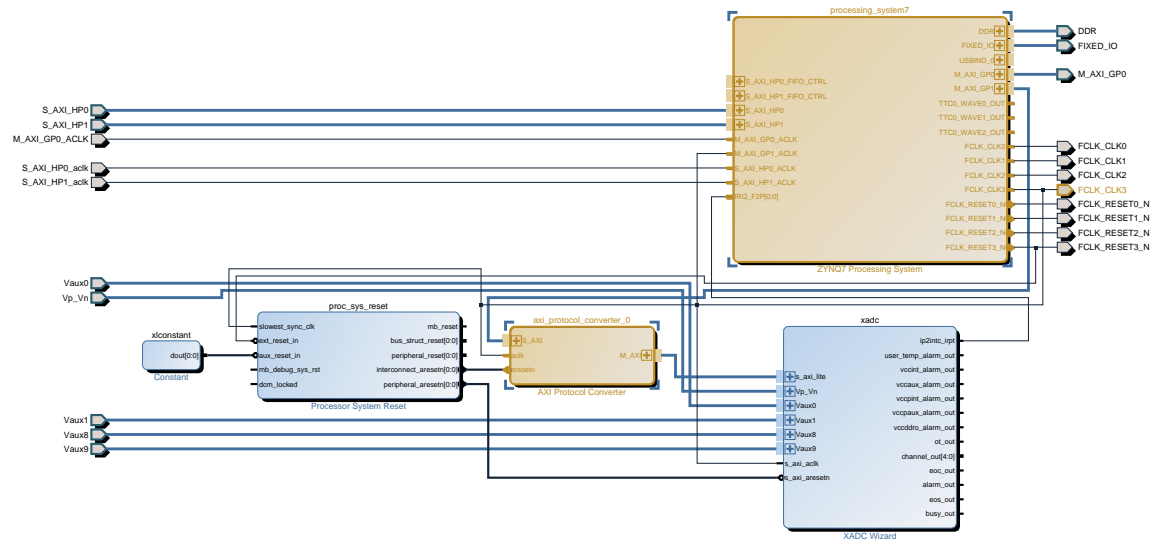 processing_system7
DDR
FIXED_IO
USBIND_0
M_AXI_GP0
M_AXI_GP1
TTC0_WAVE0_OUT
TTC0_WAVE1_OUT
TTC0_WAVE2_OUT
FCLK_CLK0
FCLK_CLK1
FCLK_CLK2
FCLK_CLK3
FCLK_RESET0_N
FCLK_RESET1_N
FCLK_RESET2_N
FCLK_RESET3_N
S_AXI_HP0_FIFO_CTRL
S_AXI_HP1_FIFO_CTRL
S_AXI_HP0
S_AXI_HP1
M_AXI_GP0_ACLK
M_AXI_GP1_ACLK
S_AXI_HP0_ACLK
S_AXI_HP1_ACLK
IRQ_F2P[0:0]
ZYNQ7 Processing System
DDR
FIXED_IO
M_AXI_GP0
FCLK_CLK0
FCLK_CLK1
FCLK_CLK2
FCLK_CLK3
FCLK_RESET0_N
FCLK_RESET1_N
FCLK_RESET2_N
FCLK_RESET3_N
S_AXI_HP0
S_AXI_HP1
M_AXI_GP0_ACLK
S_AXI_HP0_aclk
S_AXI_HP1_aclk
Vaux0
Vp_Vn
xlconstant
dout[0:0]
Constant
proc_sys_reset
slowest_sync_clk
ext_reset_in
aux_reset_in
mb_debug_sys_rst
dcm_locked
mb_reset
bus_struct_reset[0:0]
peripheral_reset[0:0]
interconnect_aresetn[0:0]
peripheral_aresetn[0:0]
Processor System Reset
axi_protocol_converter_0
S_AXI
aclk
aresetn
M_AXI
AXI Protocol Converter
Vaux1
Vaux8
Vaux9
xadc
s_axi_lite
Vp_Vn
Vaux0
Vaux1
Vaux8
Vaux9
s_axi_aclk
s_axi_aresetn
ip2intc_irpt
user_temp_alarm_out
vccint_alarm_out
vccaux_alarm_out
vccpint_alarm_out
vccpaux_alarm_out
vccddro_alarm_out
ot_out
channel_out[4:0]
eoc_out
alarm_out
eos_out
busy_out
XADC Wizard